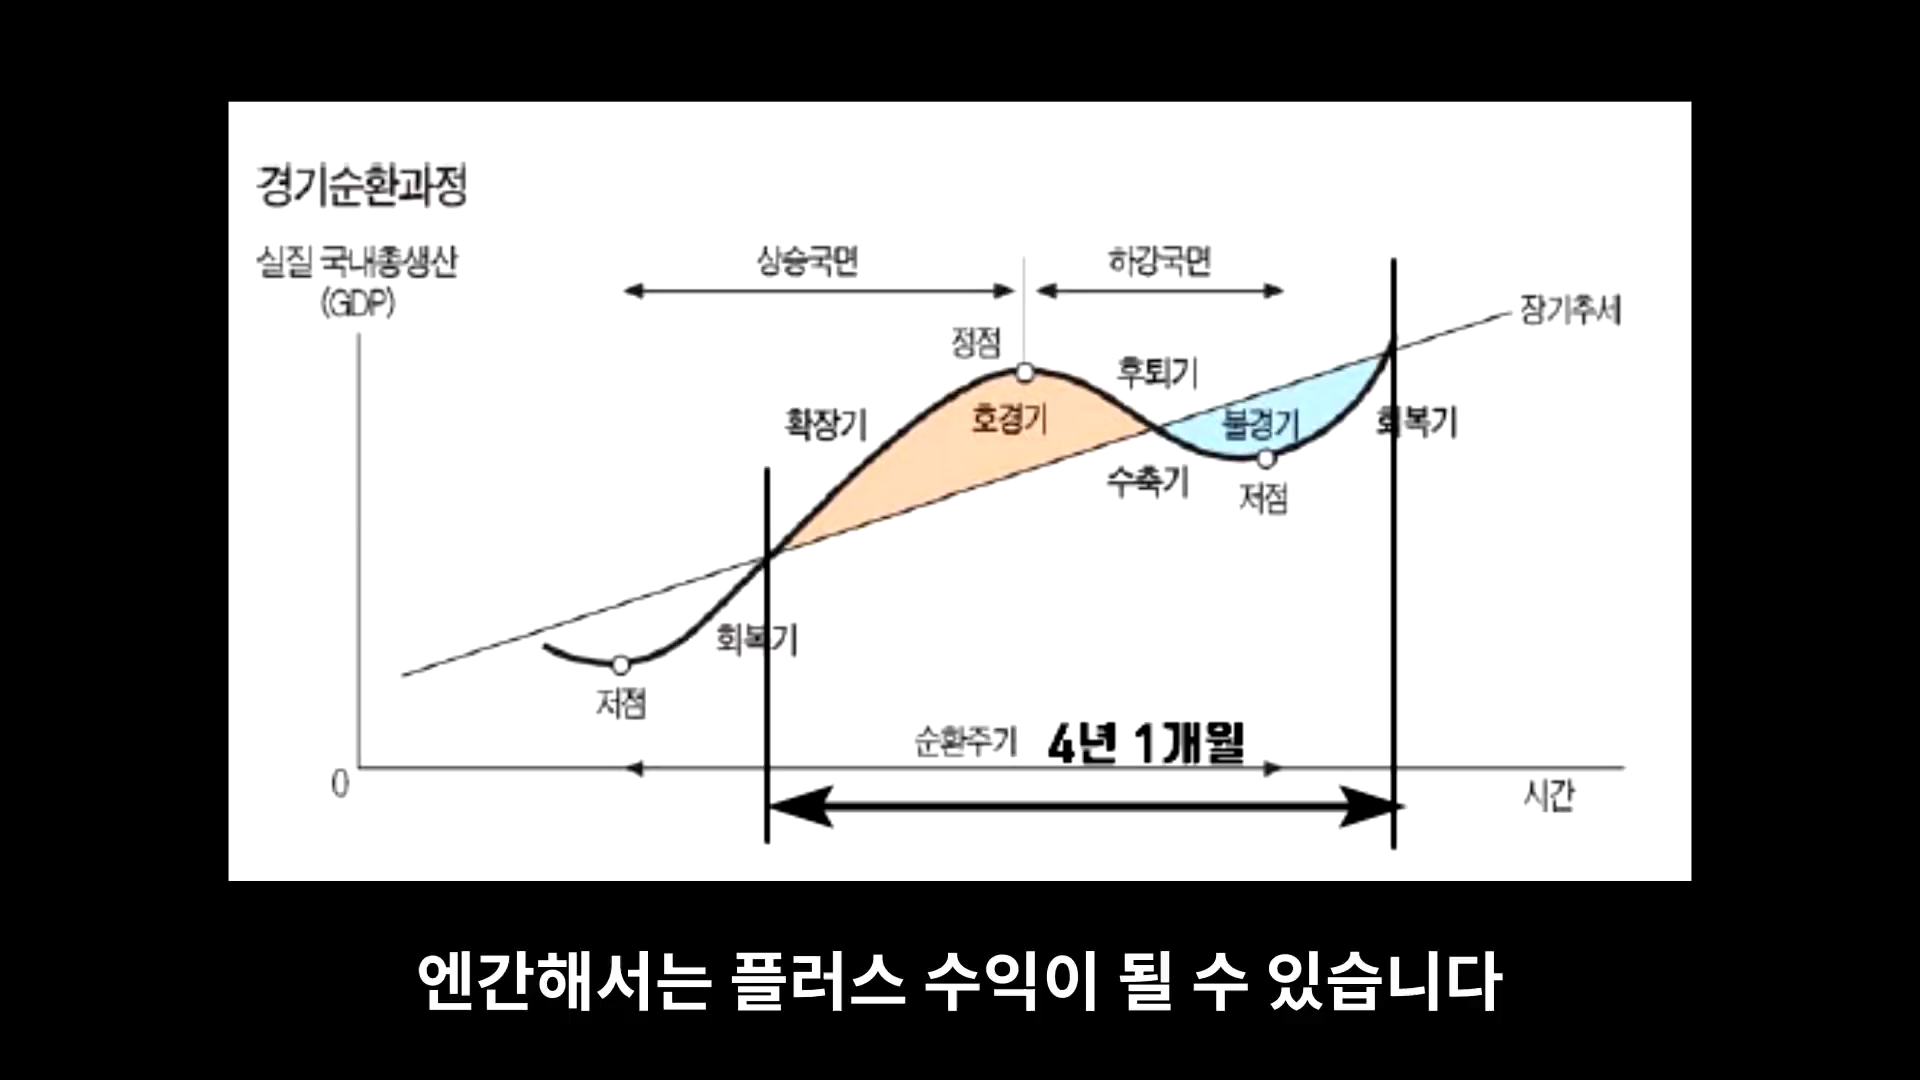 경기순환과정
실질 국내총생산
(GDP)
상승국면
하강국면
장기추세
정점
후퇴기
확장기
호경기
불경기
회복기
수축기
저점
회복기
저점
순환주기 4년 1개월
0
시간
엔간해서는 플러스 수익이 될 수 있습니다